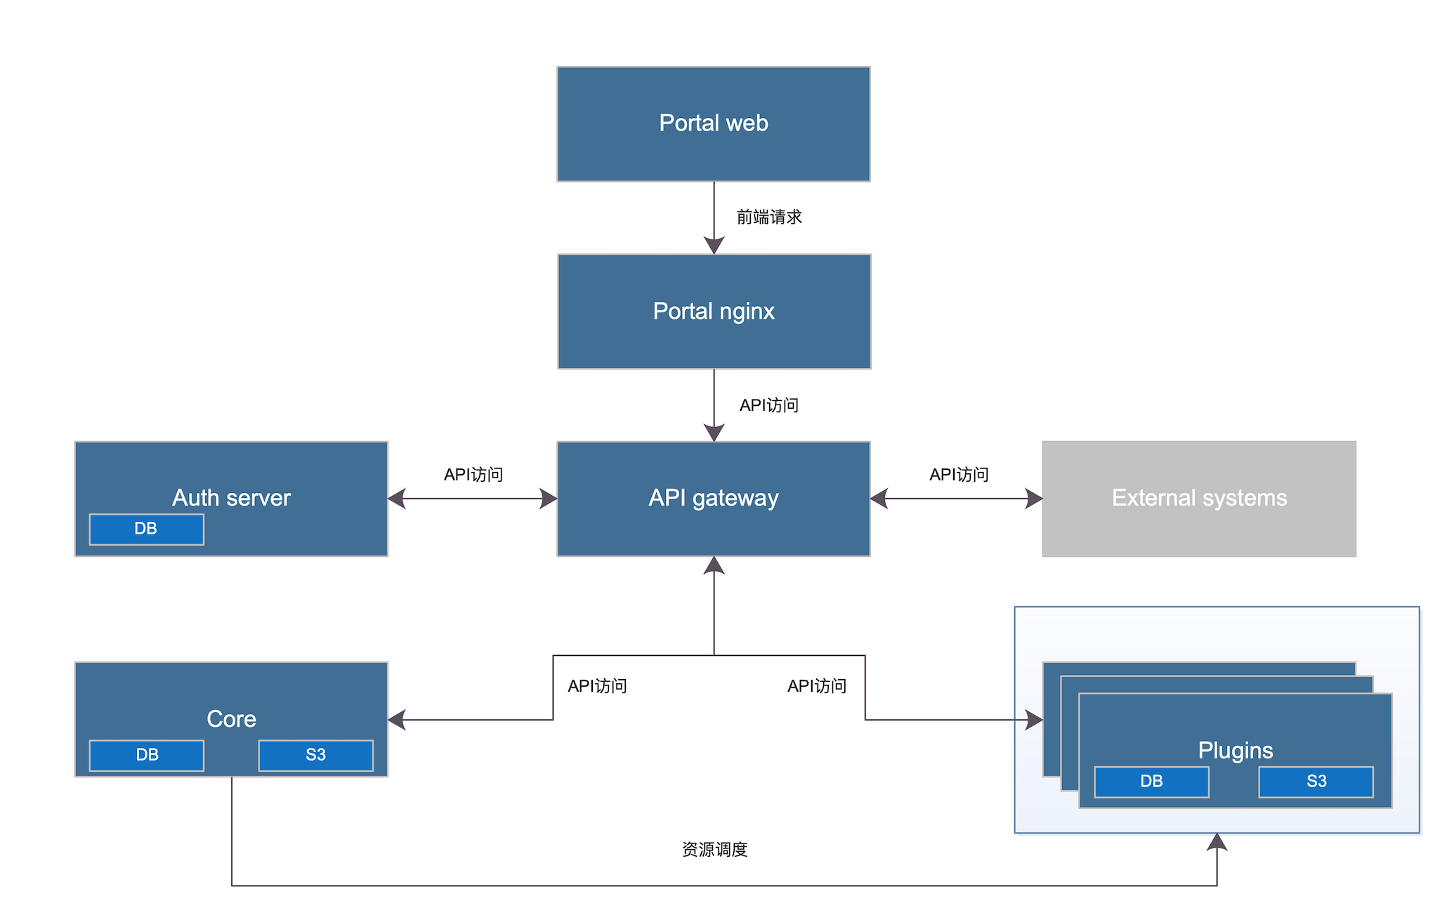 Portal web
前端请求
Portal nginx
API访问
Auth server
DB
API访问
API gateway
API访问
External systems
API访问
API访问
Core
DB
S3
Plugins
DB
S3
资源调度